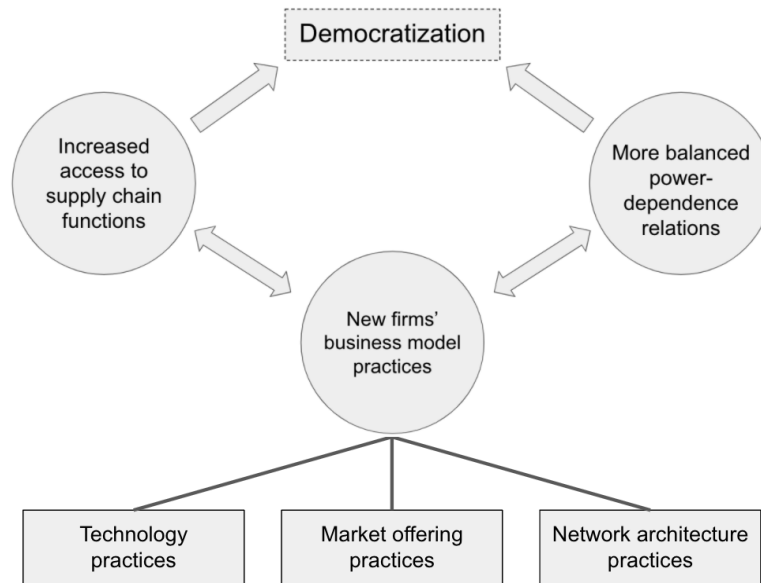 Democratization
Increased
access to
supply chain
functions
More balanced
power-
dependence
relations
New firms’
business model
practices
Technology
practices
Market offering
practices
Network architecture
practices